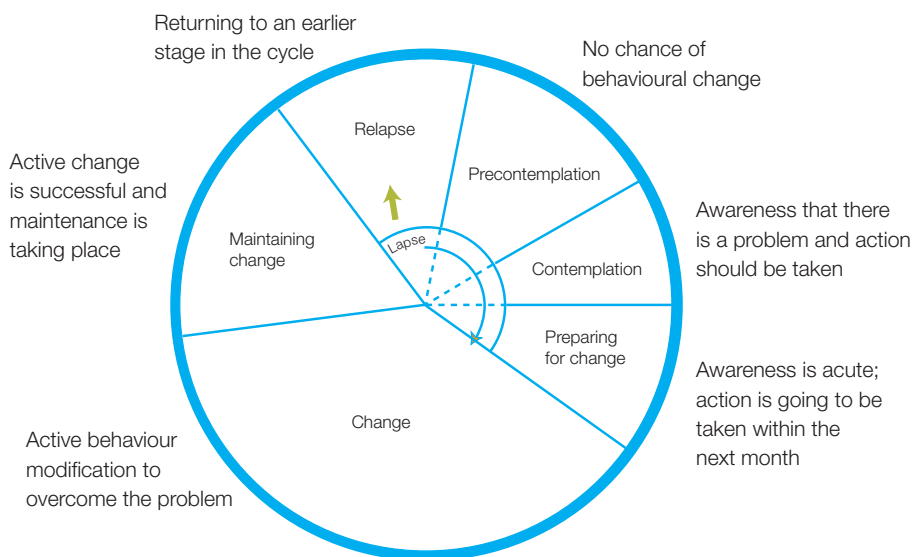 Returning to an earlier
stage in the cycle
No chance of
behavioural change
Relapse
Precontemplation
Active change
is successful and
maintenance is
taking place
Maintaining
change
Lapse
Contemplation
Awareness that there
is a problem and action
should be taken
Preparing
for change
Awareness is acute;
action is going to be
taken within the
next month
Change
Active behaviour
modification to
overcome the problem